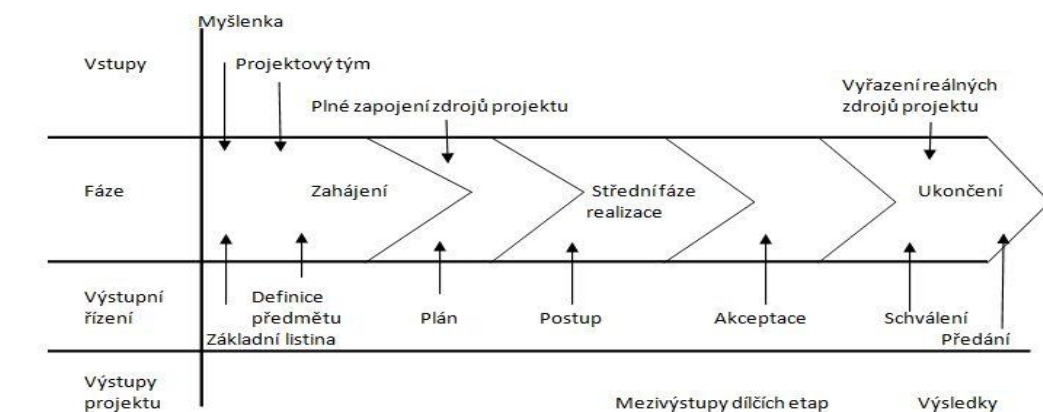 Myšlenka
Vstupy
Projektový tým
Plné zapojení zdrojů projektu
Vyřazení reálných
zdrojů projektu
Fáze
Zahájení
Střední fáze
realizace
Ukončení
Výstupní
řízení
Základní listina
Definice
předmětu
Plán
Postup
Akceptace
Schválení
Předání
Výstupy
projektu
Mezivýstupy dílčích etap
Výsledky